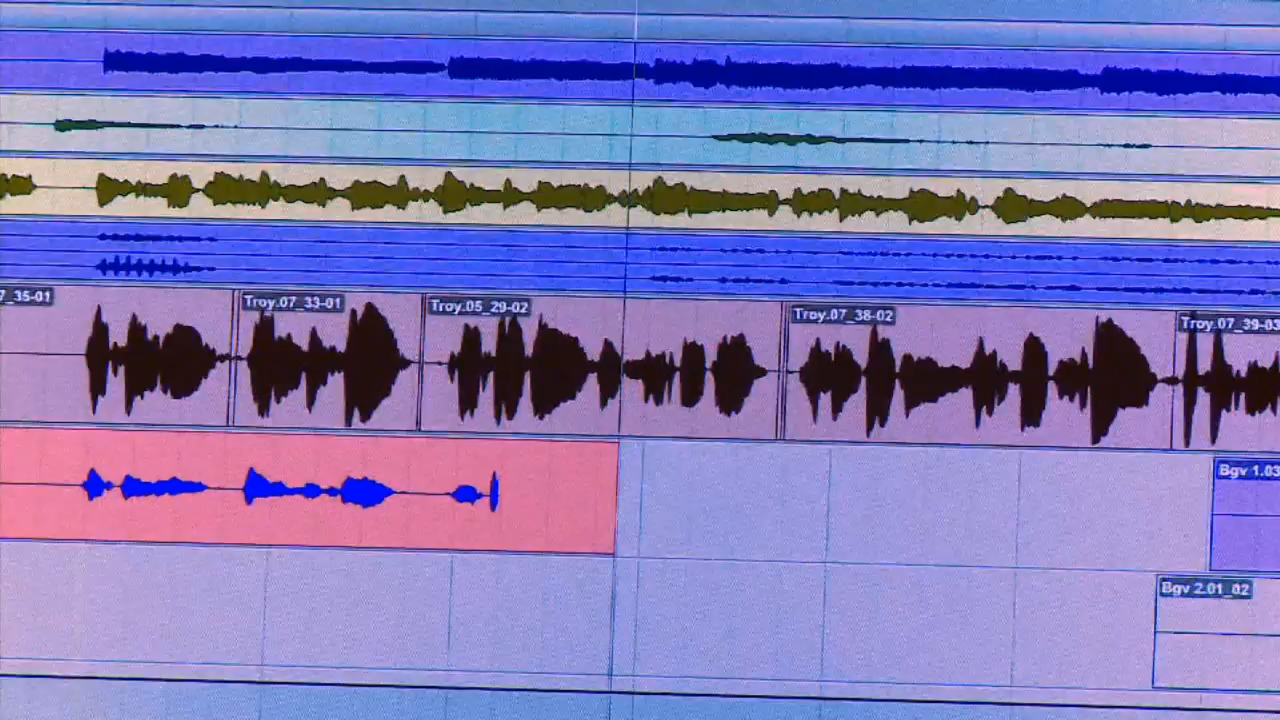 7_35-01
Troy.07_33-01
Troy.05_29-02
Troy.07_38-02
Troy.07_39-03
Bgv 1.03
Bgv 2.01_02